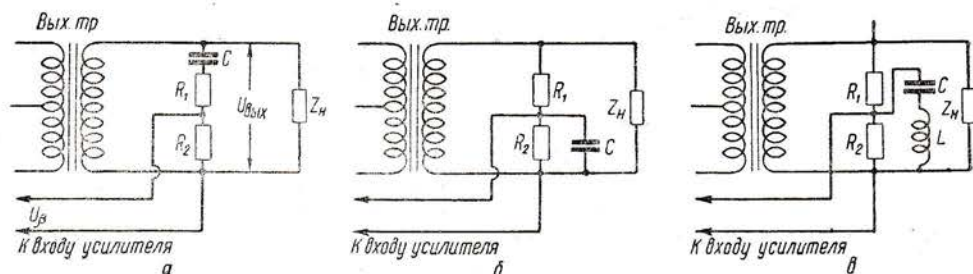 Вых. тр
C
R₁
R₂
Uвых
Zн
Uβ
К входу усилителя
а
Вых. тр.
R₁
R₂
C
Zн
К входу усилителя
б
Вых. тр.
R₁
R₂
C
L
Zн
К входу усилителя
в